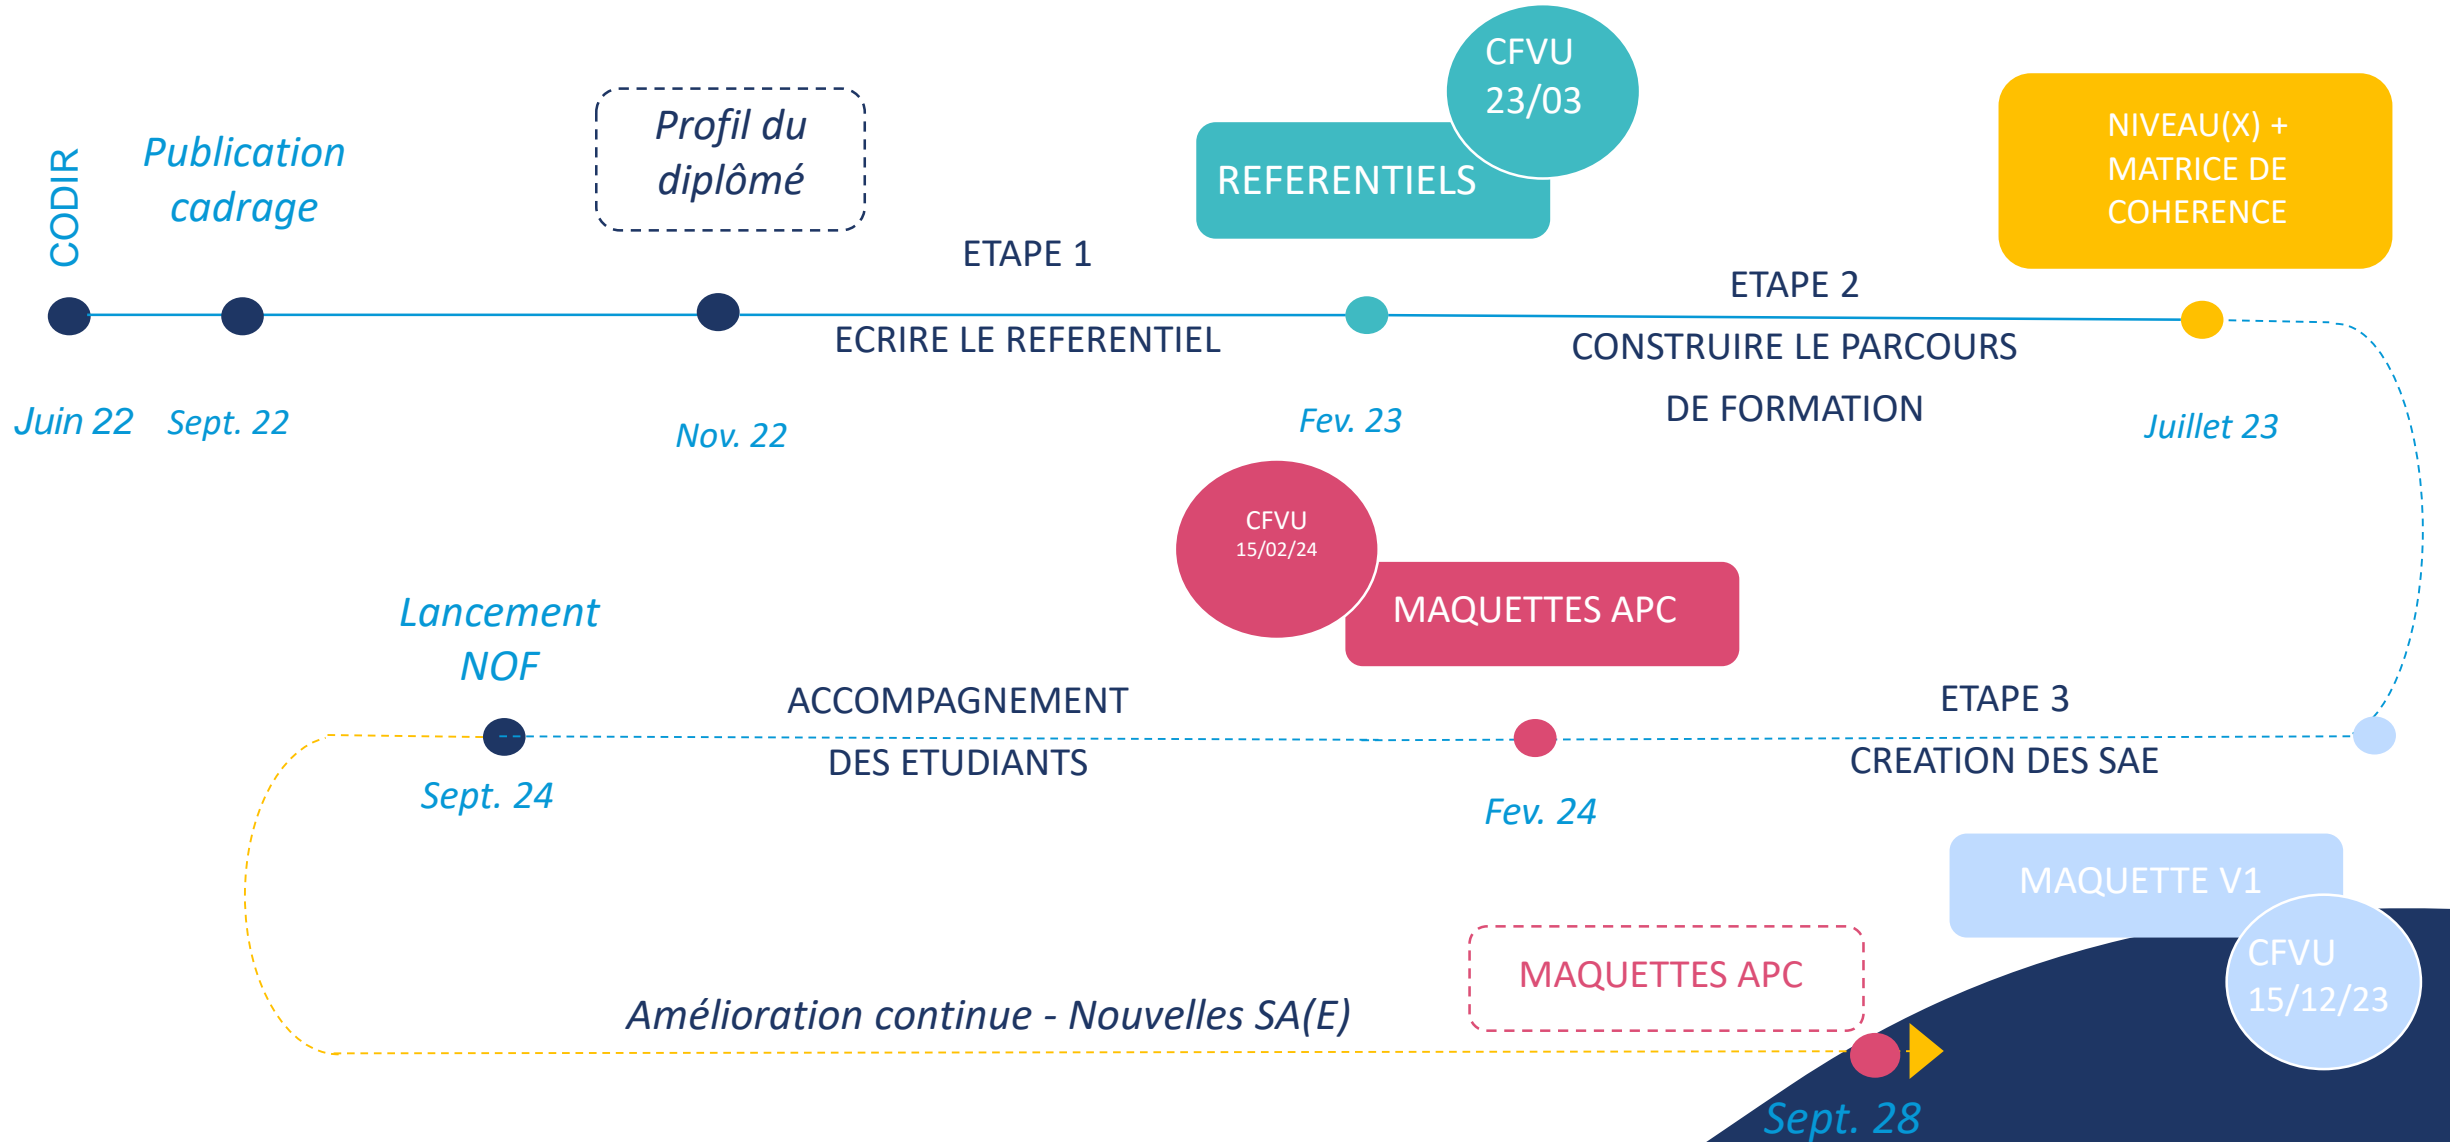 CODIR
Publication
cadrage
Profil du
diplômé
CFVU
23/03
REFERENTIELS
NIVEAU(X) +
MATRICE DE
COHERENCE
ETAPE 1
ECRIRE LE REFERENTIEL
ETAPE 2
CONSTRUIRE LE PARCOURS
DE FORMATION
Juin 22
Sept. 22
Nov. 22
Fev. 23
Juillet 23
CFVU
15/02/24
MAQUETTES APC
Lancement
NOF
ACCOMPAGNEMENT
DES ETUDIANTS
ETAPE 3
CREATION DES SAE
Sept. 24
Fev. 24
MAQUETTE V1
CFVU
15/12/23
MAQUETTES APC
Amélioration continue - Nouvelles SA(E)
Sept. 28